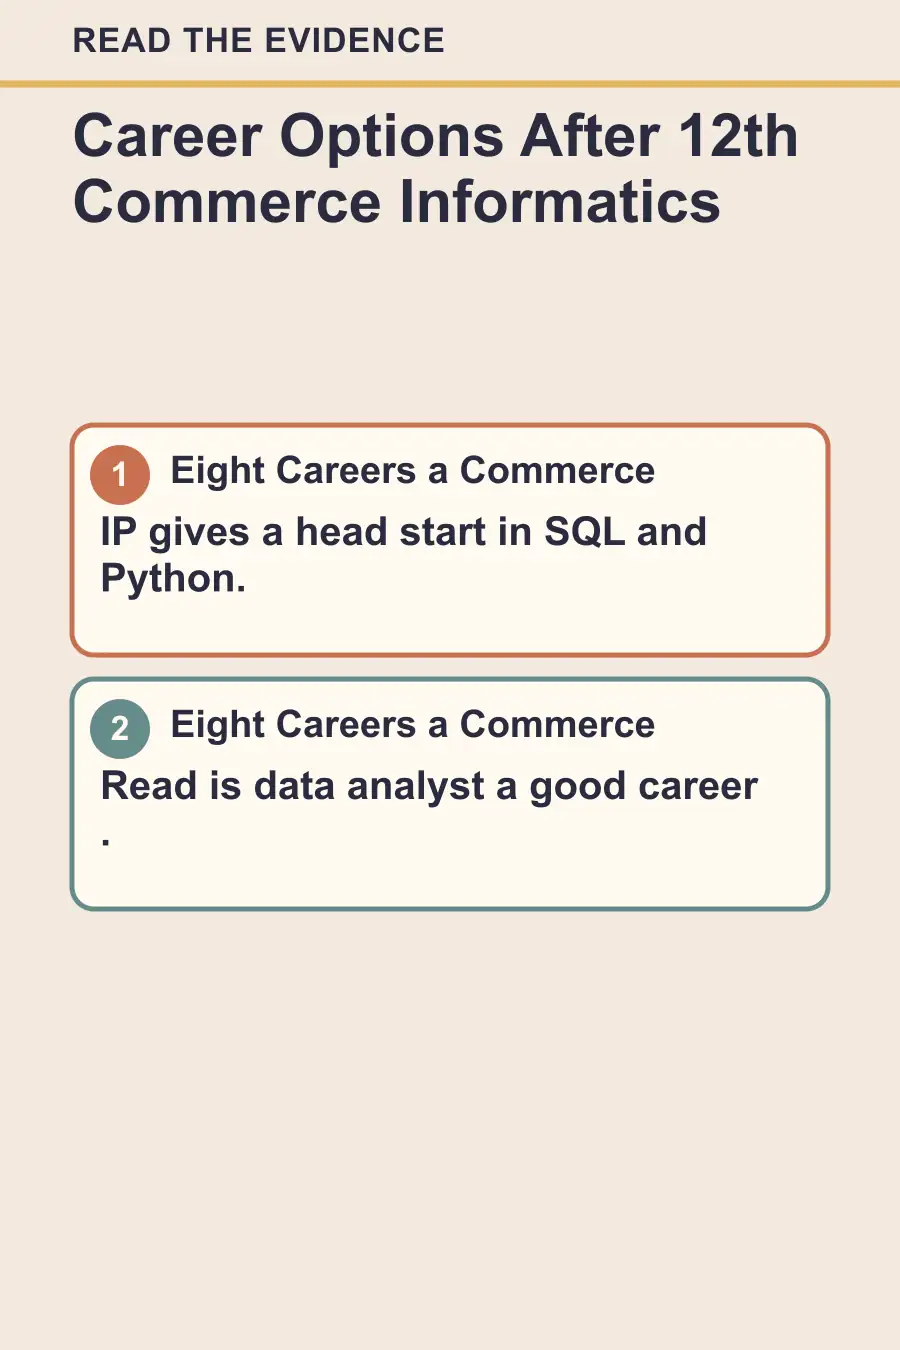 READ THE EVIDENCE
Career Options After 12th
Commerce Informatics
1 Eight Careers a Commerce
IP gives a head start in SQL and
Python.
2 Eight Careers a Commerce
Read is data analyst a good career
.